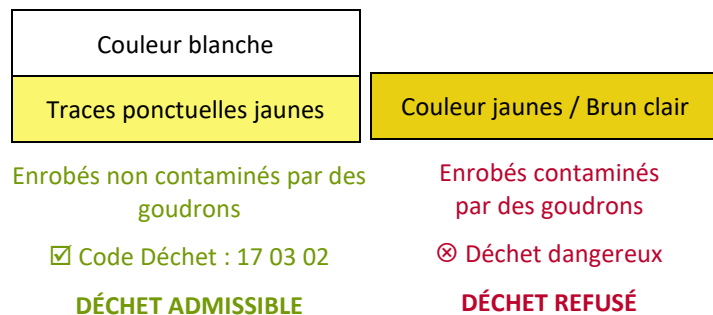 Couleur blanche
Traces ponctuelles jaunes
Enrobés non contaminés par des
goudrons
☑ Code Déchet : 17 03 02
DÉCHET ADMISSIBLE
Couleur jaunes / Brun clair
Enrobés contaminés
par des goudrons
⊗ Déchet dangereux
DÉCHET REFUSÉ